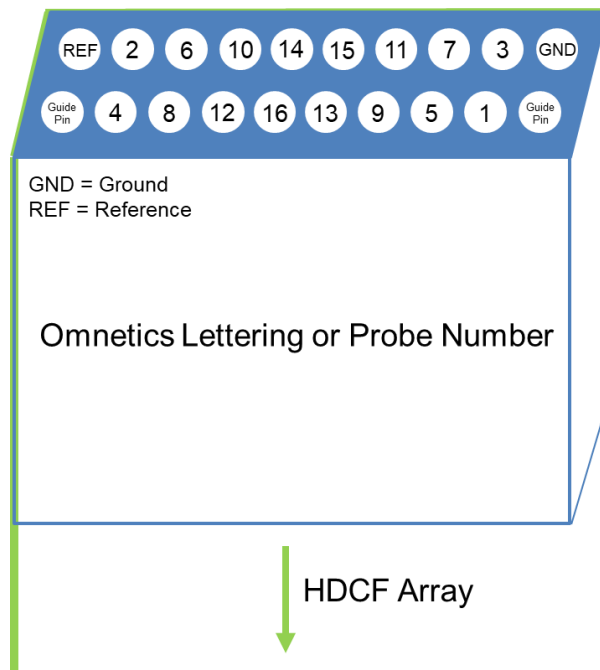 REF 2 6 10 14 15 11 7 3 GND
Guide Pin 4 8 12 16 13 9 5 1 Guide Pin
GND = Ground
REF = Reference
Omnetics Lettering or Probe Number
HDCF Array